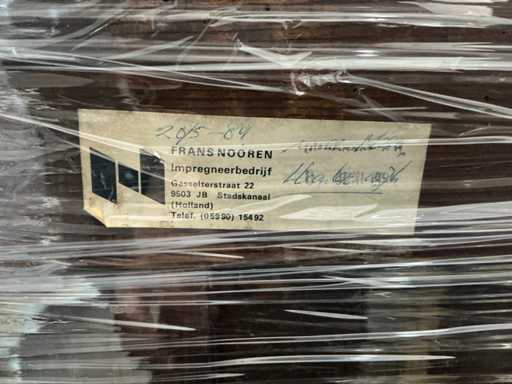 20/5-84
FRANS NOOREN
Impregneerbedrijf
Gasselterstraat 22
9503 JB Stadskanaal
(Holland)
Telef. (05990) 15492